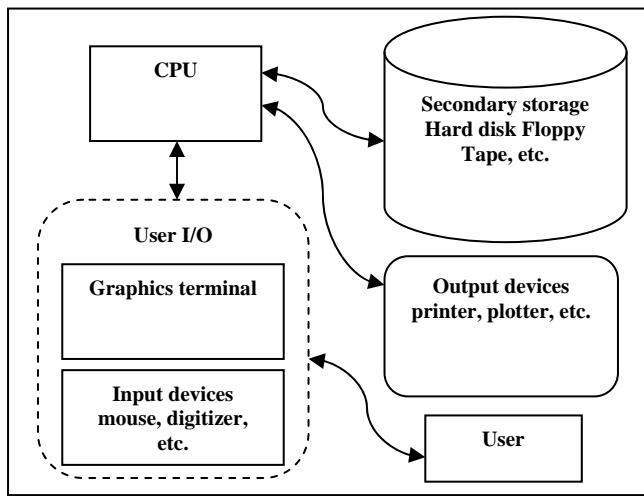 CPU
Secondary storage
Hard disk Floppy
Tape, etc.
User I/O
Graphics terminal
Output devices
printer, plotter, etc.
Input devices
mouse, digitizer,
etc.
User